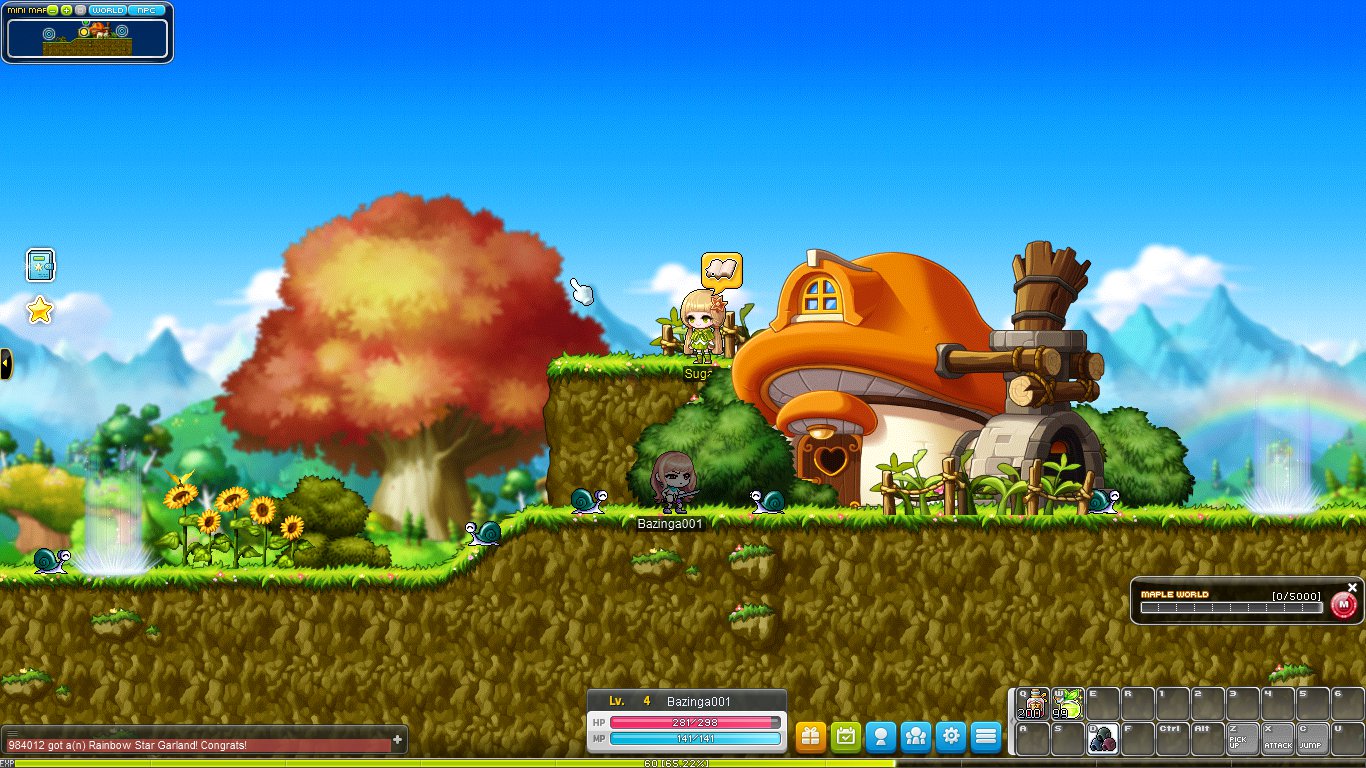 MINI MAP WORLD NPC
Suga
Bazinga001
MAPLE WORLD [0/5000]
M
Lv. 4 Bazinga001
HP 281/298
MP 141/141
Q W E R 1 2 3 4 5 6
200 99
A S D F Ctrl Alt Z X C U
PICK UP ATTACK JUMP
984012 got a(n) Rainbow Star Garland! Congrats!
EXP 60 [65.22%]